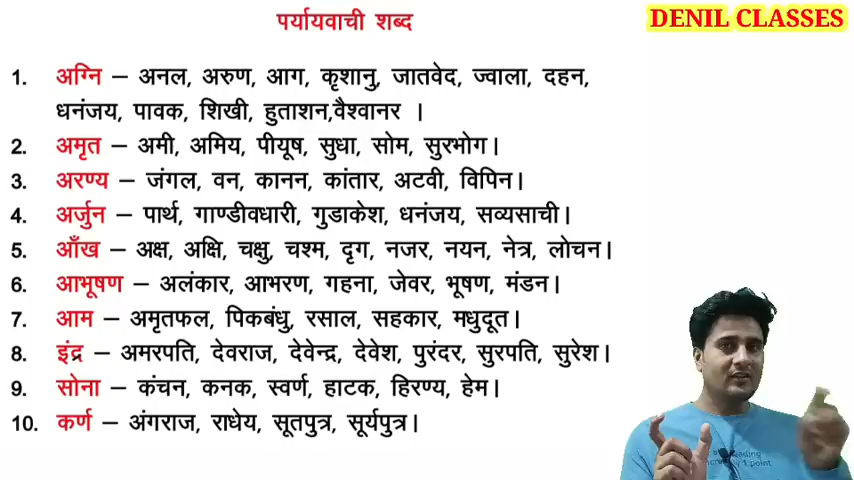 पर्यायवाची शब्द
DENIL CLASSES
1. अग्नि – अनल, अरुण, आग, कृशानु, जातवेद, ज्वाला, दहन,
धनंजय, पावक, शिखी, हुताशन,वैश्वानर ।
2. अमृत – अमी, अमिय, पीयूष, सुधा, सोम, सुरभोग।
3. अरण्य – जंगल, वन, कानन, कांतार, अटवी, विपिन।
4. अर्जुन – पार्थ, गाण्डीवधारी, गुडाकेश, धनंजय, सव्यसाची।
5. आँख – अक्ष, अक्षि, चक्षु, चश्म, दृग, नजर, नयन, नेत्र, लोचन।
6. आभूषण – अलंकार, आभरण, गहना, जेवर, भूषण, मंडन।
7. आम – अमृतफल, पिकबंधु, रसाल, सहकार, मधुदूत।
8. इंद्र – अमरपति, देवराज, देवेन्द्र, देवेश, पुरंदर, सुरपति, सुरेश।
9. सोना – कंचन, कनक, स्वर्ण, हाटक, हिरण्य, हेम।
10. कर्ण – अंगराज, राधेय, सूतपुत्र, सूर्यपुत्र।
point